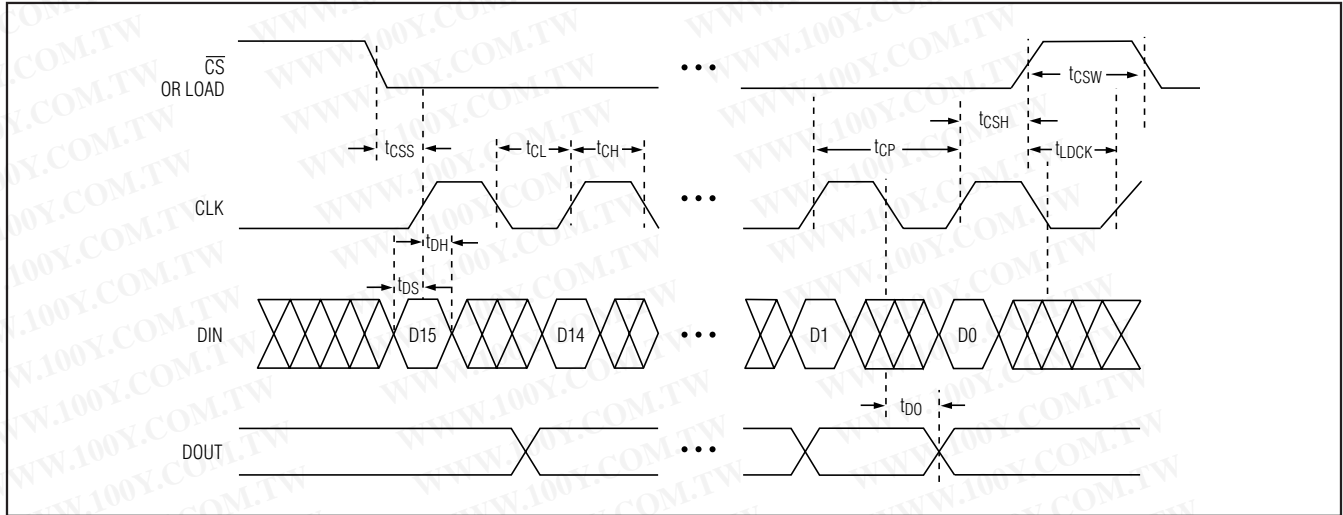 CS
OR LOAD
tCSW
tCSH
tCSS
tCL
tCH
tCP
tLDCK
CLK
tDH
tDS
DIN
D15
D14
D1
D0
tDO
DOUT
WWW.100Y.COM.TW